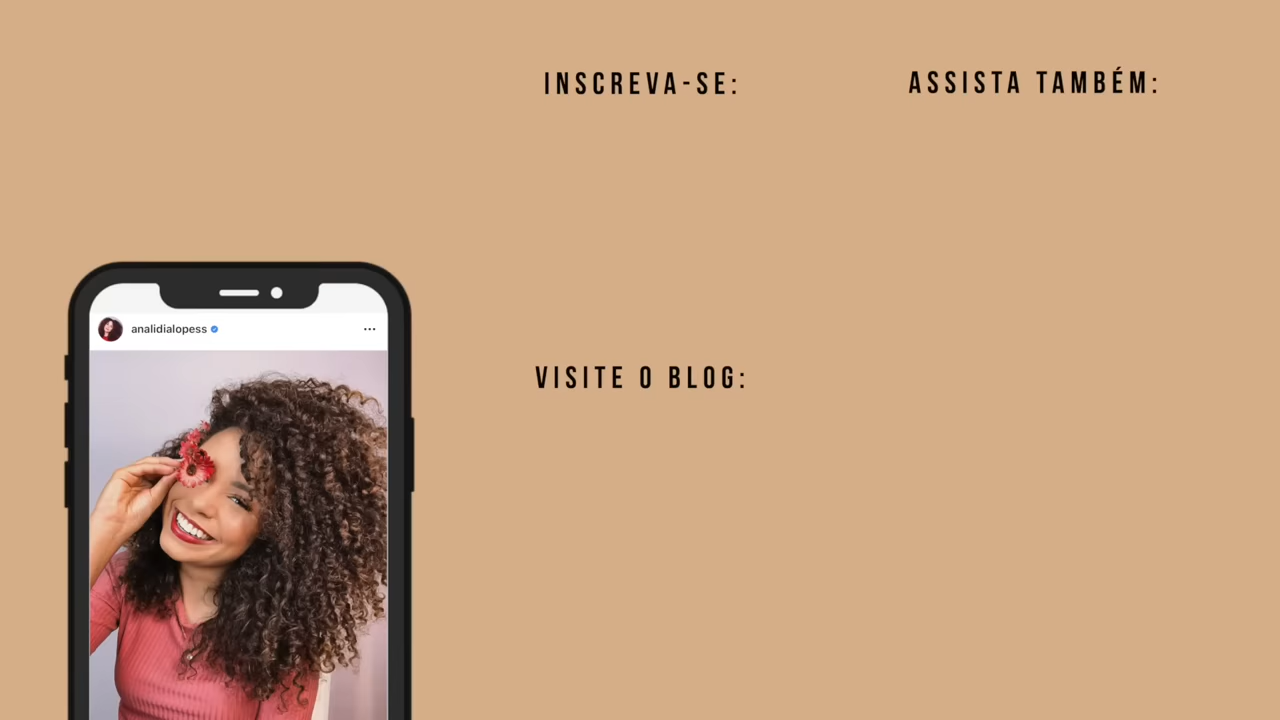 INSCREVA-SE:
ASSISTA TAMBÉM:
analidialopess
VISITE O BLOG: